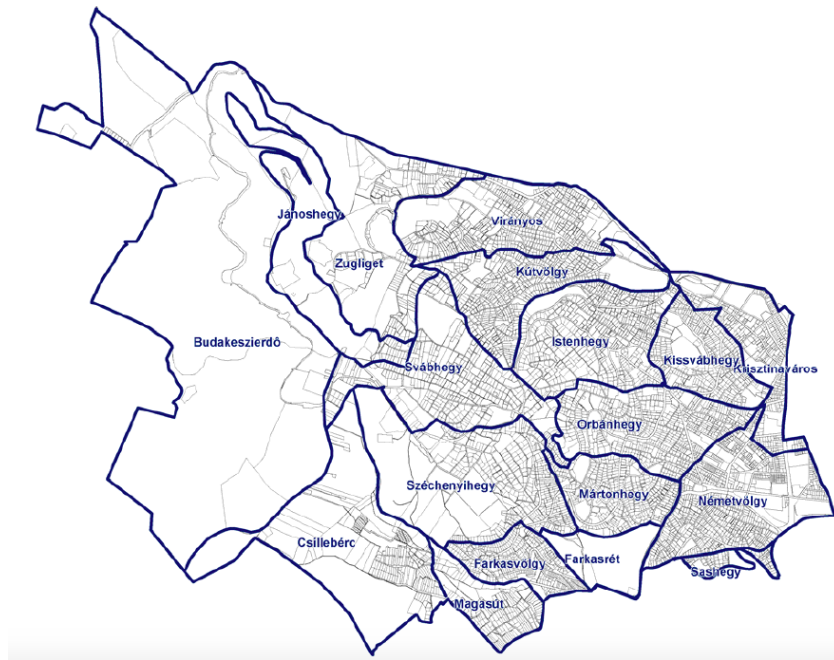 Jánoshegy
Virányos
Zugliget
Kútvölgy
Budakeszierdő
Istenhegy
Svábhegy
Kissvábhegy
Krisztinaváros
Orbánhegy
Széchenyihegy
Mártonhegy
Németvölgy
Csillebérc
Farkasvölgy
Farkasrét
Sashegy
Magasút